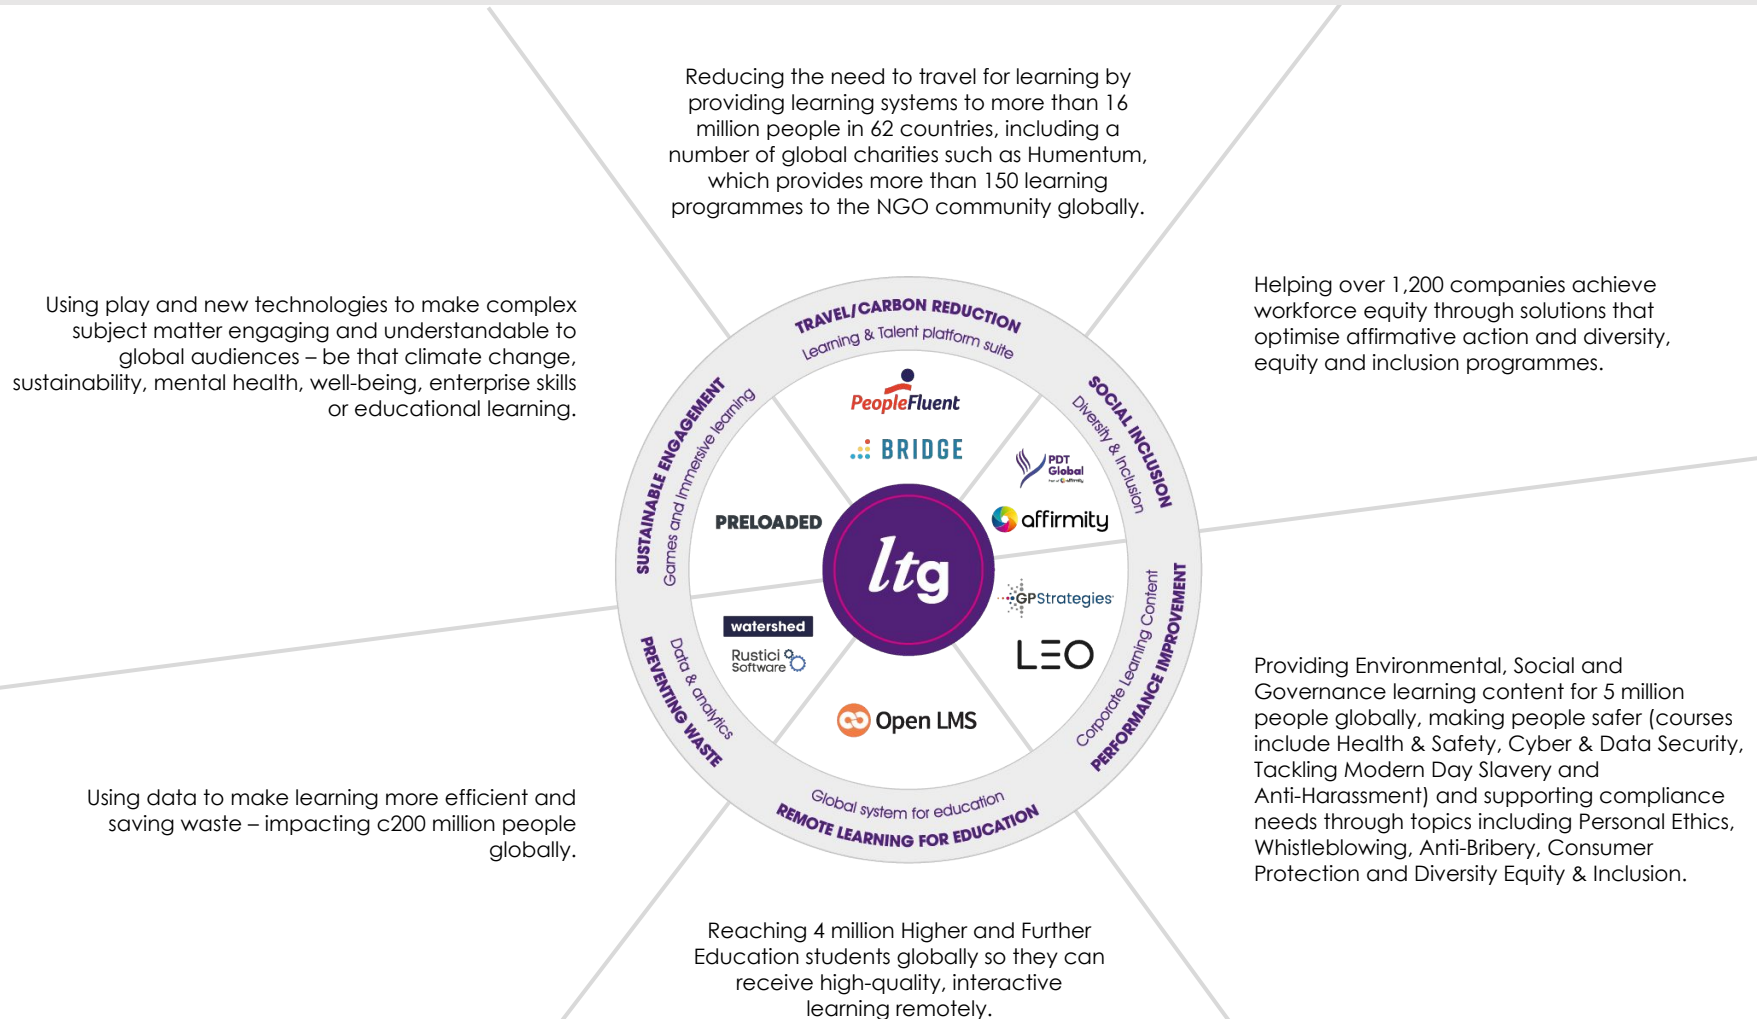 Reducing the need to travel for learning by
providing learning systems to more than 16
million people in 62 countries, including a
number of global charities such as Humentum,
which provides more than 150 learning
programmes to the NGO community globally.
Helping over 1,200 companies achieve
workforce equity through solutions that
optimise affirmative action and diversity,
equity and inclusion programmes.
Providing Environmental, Social and
Governance learning content for 5 million
people globally, making people safer (courses
include Health & Safety, Cyber & Data Security,
Tackling Modern Day Slavery and
Anti-Harassment) and supporting compliance
needs through topics including Personal Ethics,
Whistleblowing, Anti-Bribery, Consumer
Protection and Diversity Equity & Inclusion.
Reaching 4 million Higher and Further
Education students globally so they can
receive high-quality, interactive
learning remotely.
Using data to make learning more efficient and
saving waste – impacting c200 million people
globally.
Using play and new technologies to make complex
subject matter engaging and understandable to
global audiences – be that climate change,
sustainability, mental health, well-being, enterprise skills
or educational learning.
TRAVEL/CARBON REDUCTION
Learning & Talent platform suite
PeopleFluent
BRIDGE
SOCIAL INCLUSION
Diversity & Inclusion
PDT
Global
affirmity
PERFORMANCE IMPROVEMENT
Corporate Learning Content
GPStrategies
LEO
Global system for education
REMOTE LEARNING FOR EDUCATION
Open LMS
PREVENTING WASTE
Data & analytics
watershed
Rustici
Software
SUSTAINABLE ENGAGEMENT
Games and Immersive learning
PRELOADED
ltg